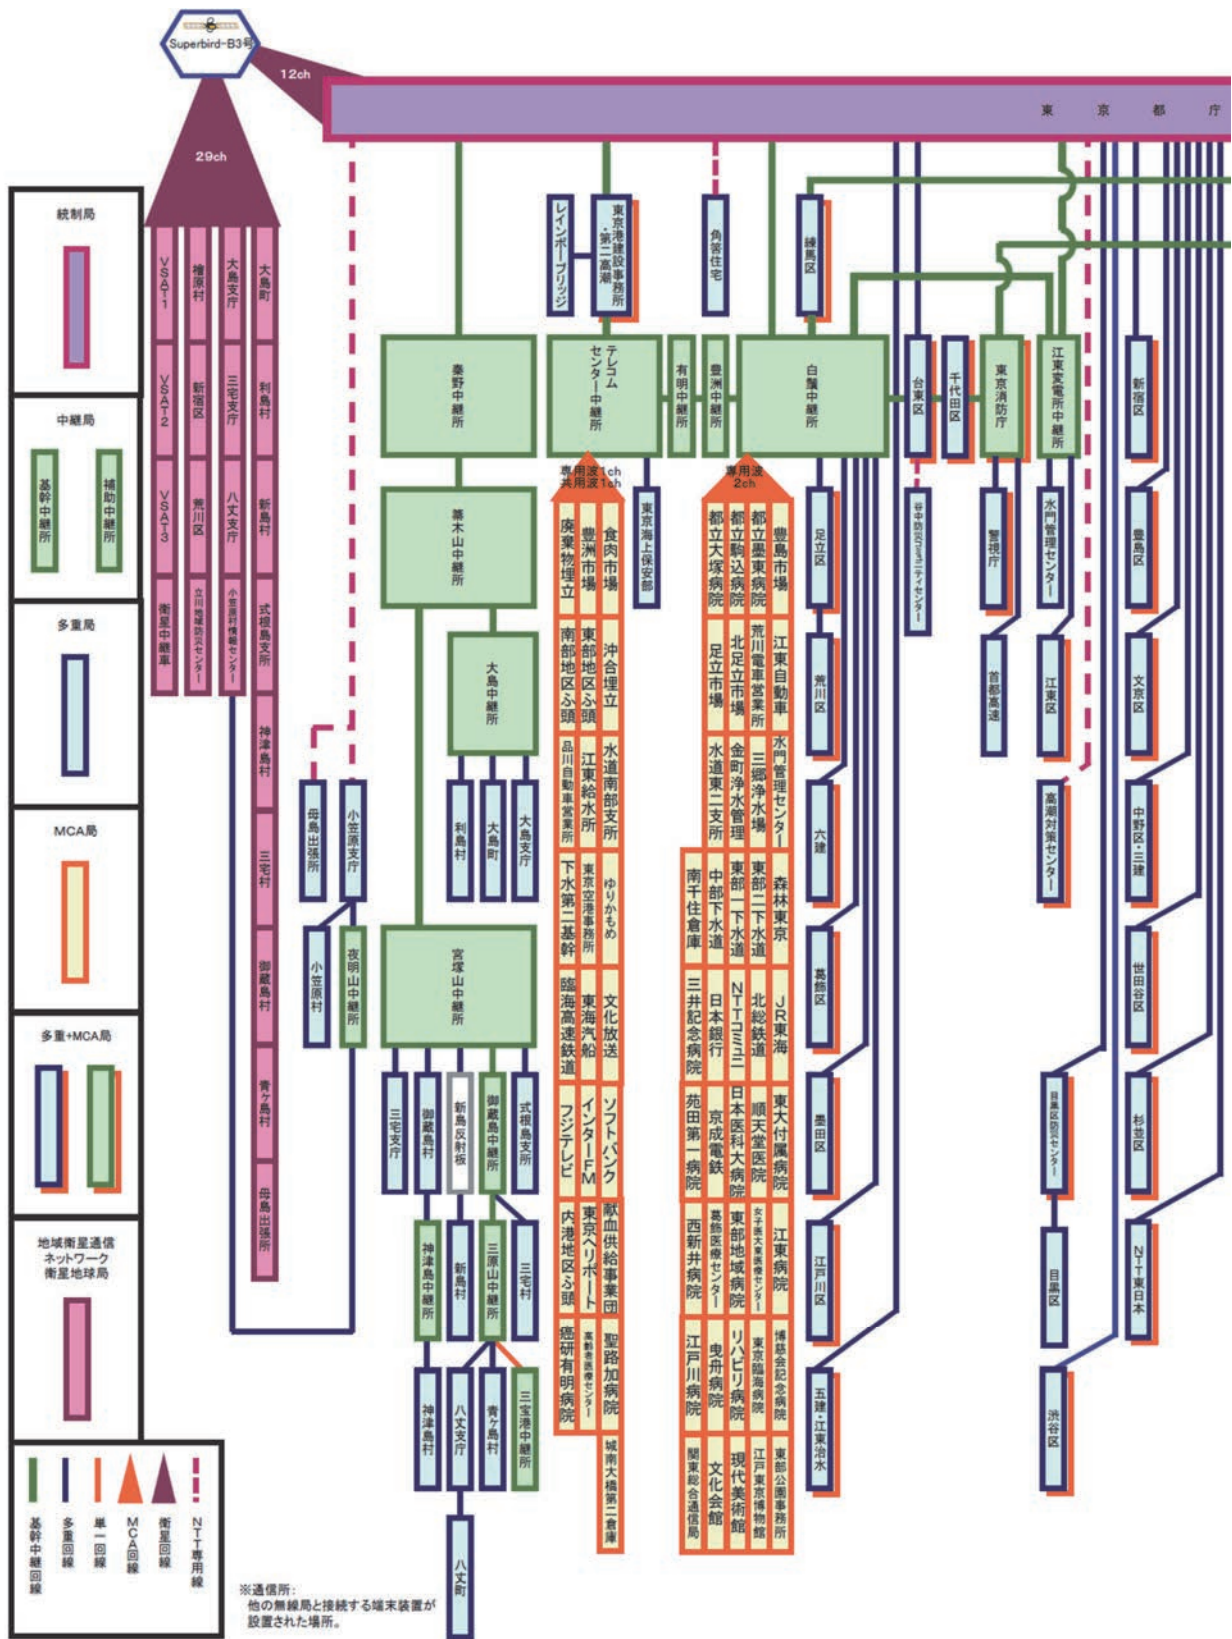 Superbird-B3号
12ch
東京都庁
29ch
統制局
中継局
基幹中継所
補助中継所
多重局
MCA局
多重+MCA局
地域衛星通信
ネットワーク
衛星地球局
基幹中継回線
多重回線
単一回線
MCA回線
衛星回線
NTT専用線
※通信所:
他の無線局と接続する端末装置が
設置された場所。
VSAT1
VSAT2
VSAT3
衛星中継車
檜原村
新宿区
荒川区
立川地域防災センター
大島支庁
三宅支庁
八丈支庁
小笠原村情報センター
大島町
利島村
新島村
式根島支所
神津島村
三宅村
御蔵島村
青ヶ島村
母島出張所
母島出張所
小笠原支庁
小笠原村
夜明山中継所
秦野中継所
大島中継所
利島村
大島町
大島支庁
宮塚山中継所
三宅支庁
御蔵島村
新島反射板
御蔵島中継所
式根島支所
神津島中継所
新島村
三原山中継所
三宅村
神津島村
八丈支庁
青ヶ島村
三宝港中継所
八丈町
レインボーブリッジ
東京港建設事務所
・第二高潮
テレコム
センター中継所
有明中継所
豊洲中継所
専用波1ch
共用波1ch
東京海上保安部
廃棄物埋立
豊洲市場
食肉市場
南部地区ふ頭
東部地区ふ頭
沖合埋立
品川自動車営業所
江東給水所
水道南部支所
下水第二基幹
東京空港事務所
ゆりかもめ
臨海高速鉄道
東海汽船
文化放送
フジテレビ
インターFM
ソフトバンク
内港地区ふ頭
東京ヘリポート
献血供給事業団
癌研有明病院
高齢者医療センター
聖路加病院
城南大橋第二倉庫
角筈住宅
練馬区
白鬚中継所
専用波
2ch
都立大塚病院
都立駒込病院
都立墨東病院
豊島市場
足立市場
北足立市場
荒川電車営業所
江東自動車
水道東二支所
金町浄水管理
三郷浄水場
水門管理センター
南千住倉庫
中部下水道
東部一下水道
東部二下水道
森林東京
三井記念病院
日本銀行
NTTコミュニ
北総鉄道
JR東海
苑田第一病院
京成電鉄
日本医科大病院
順天堂医院
東大付属病院
西新井病院
葛飾医療センター
東部地域病院
女子医大東医療センター
江東病院
江戸川病院
曳舟病院
リハビリ病院
東京臨海病院
博慈会記念病院
関東総合通信局
文化会館
現代美術館
江戸東京博物館
東部公園事務所
足立区
荒川区
六建
葛飾区
墨田区
江戸川区
五建・江東治水
台東区
谷中防災コミュニティセンター
千代田区
東京消防庁
警視庁
首都高速
江東変電所中継所
水門管理センター
江東区
高潮対策センター
目黒区防災センター
目黒区
渋谷区
新宿区
豊島区
文京区
中野区・三建
世田谷区
杉並区
NTT東日本